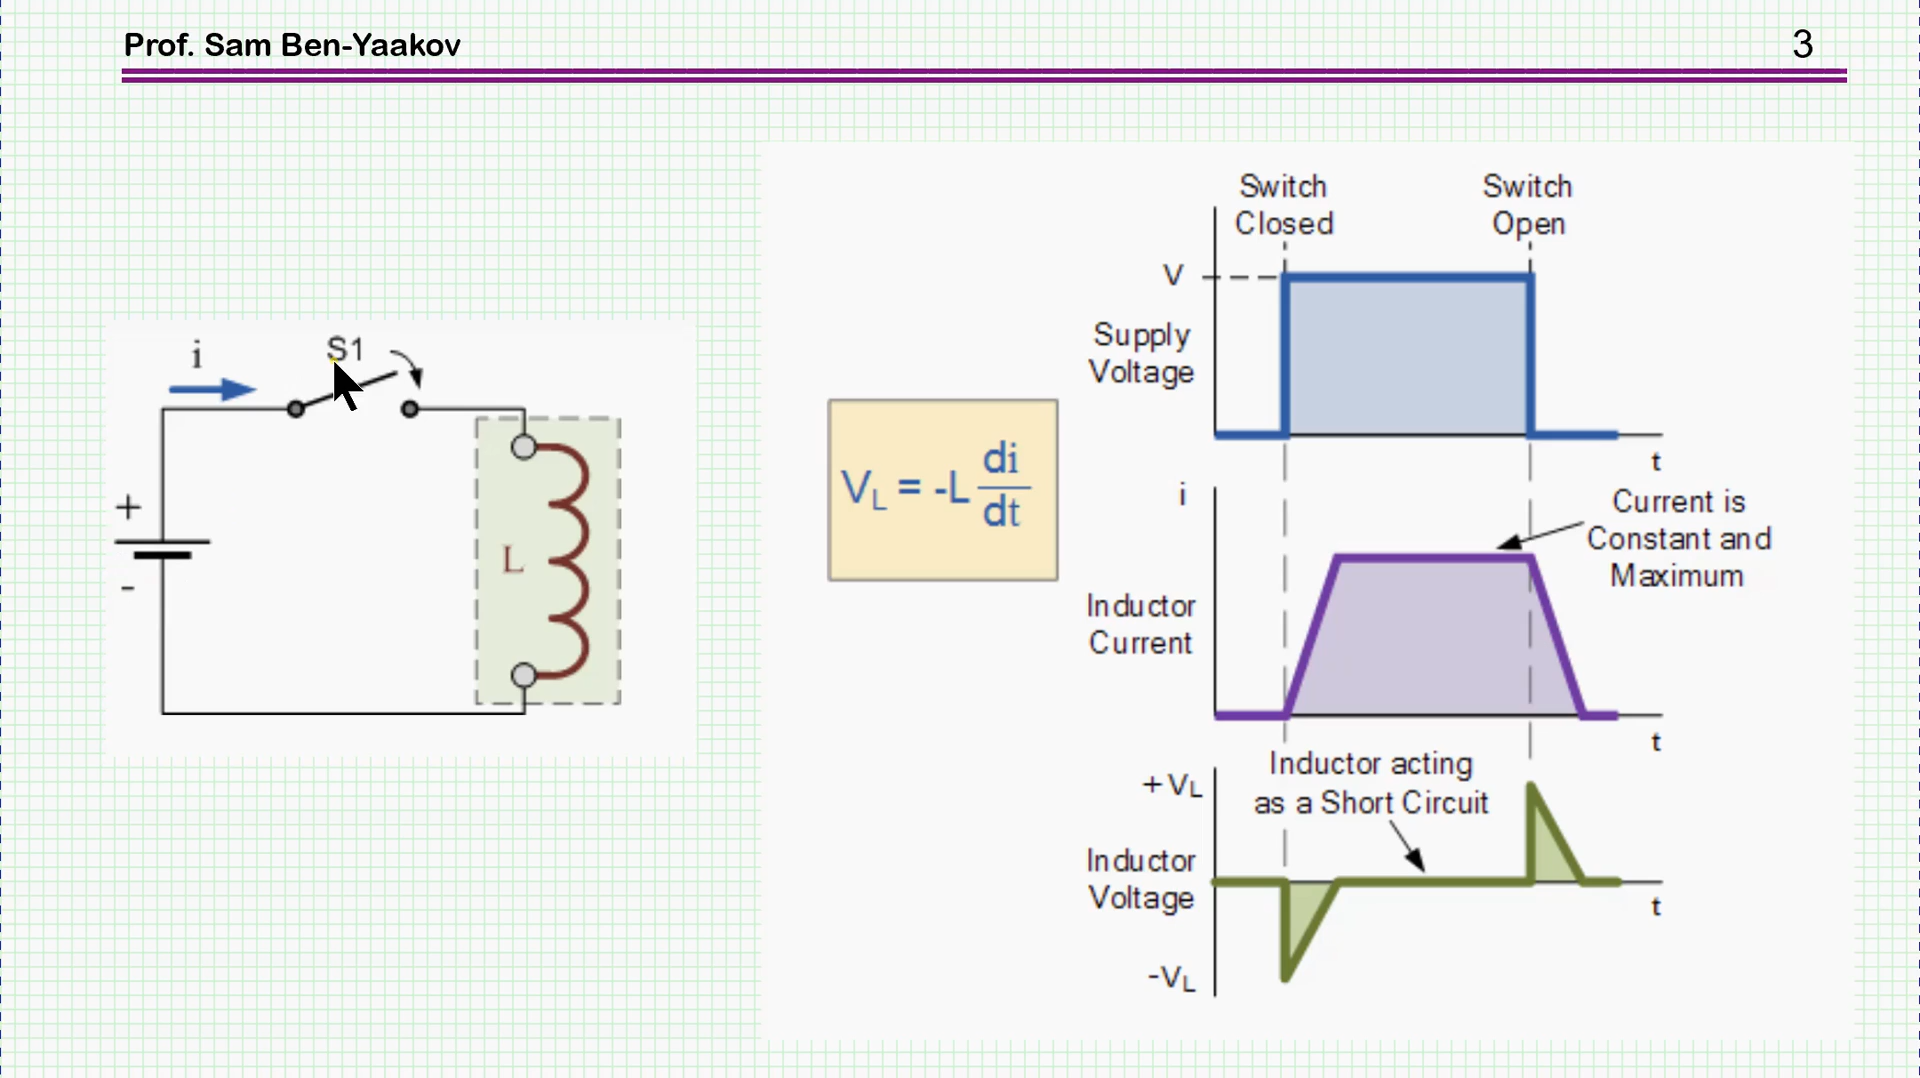 Prof. Sam Ben-Yaakov
3
i
S1
+
-
L
V_L = -L di/dt
Switch
Closed
Switch
Open
V
Supply
Voltage
t
i
Current is
Constant and
Maximum
Inductor
Current
t
+VL
Inductor acting
as a Short Circuit
Inductor
Voltage
t
-VL